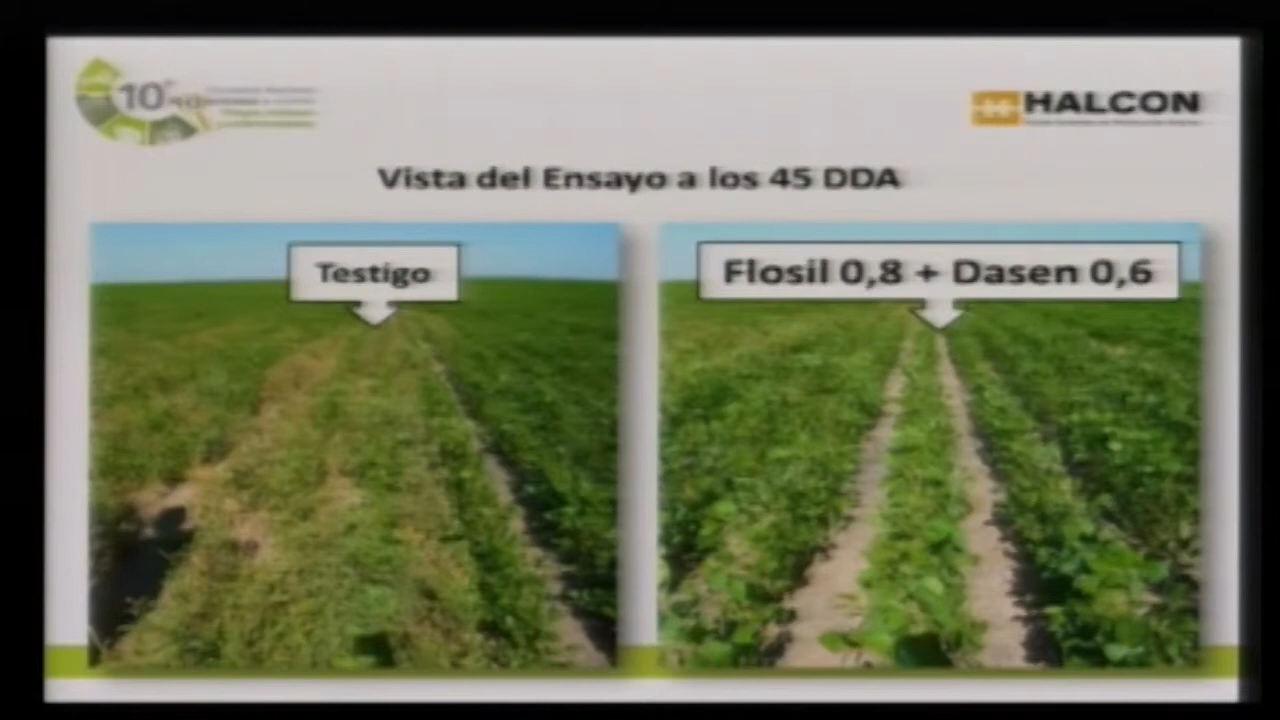 10
HALCON
Vista del Ensayo a los 45 DDA
Testigo
Flosil 0,8 + Dasen 0,6